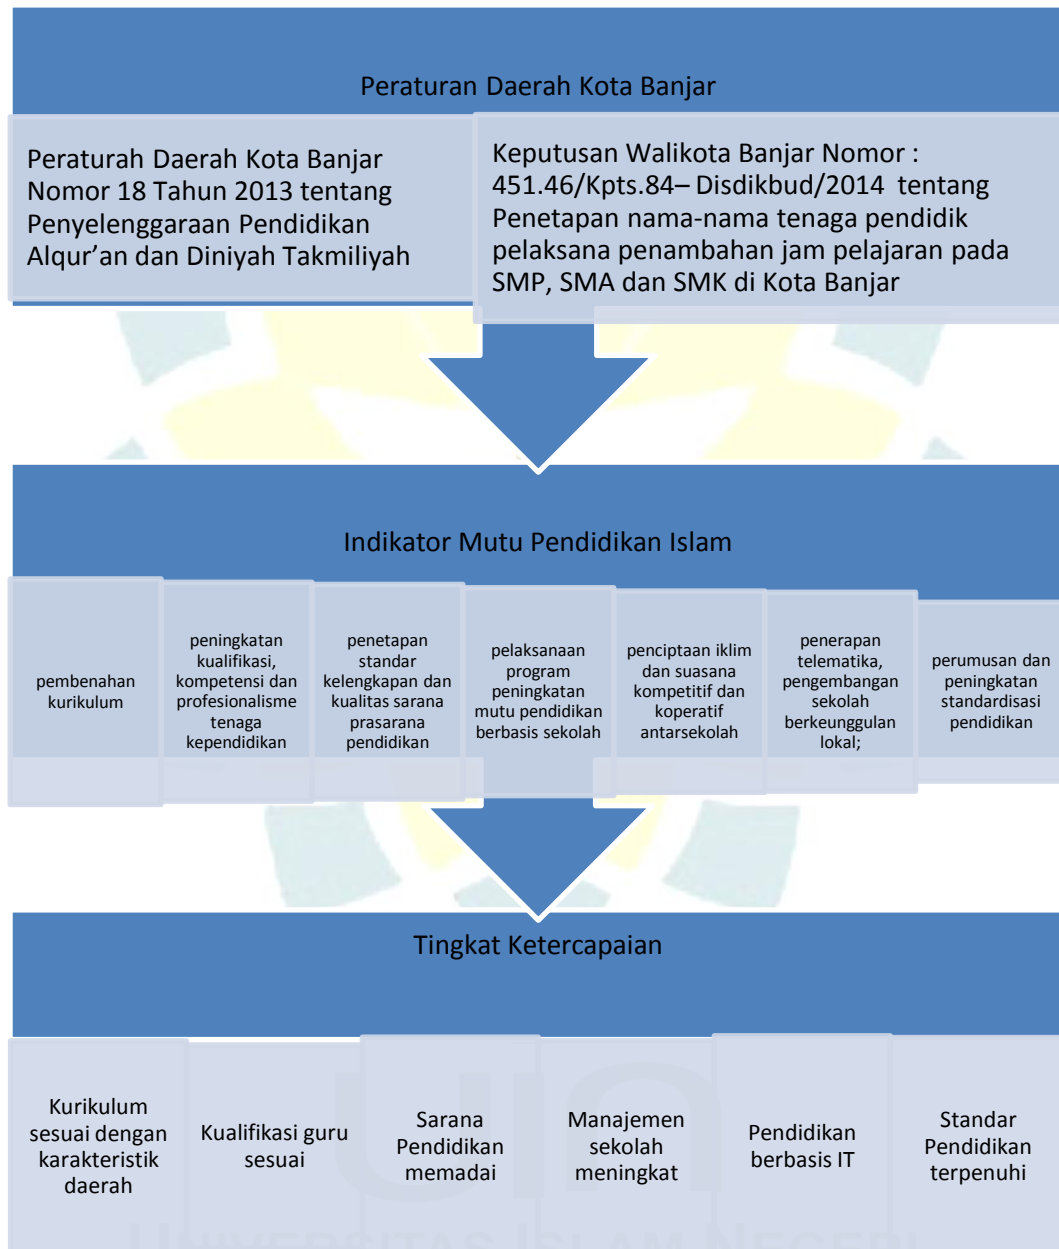 Peraturan Daerah Kota Banjar
Peraturah Daerah Kota Banjar
Nomor 18 Tahun 2013 tentang
Penyelenggaraan Pendidikan
Alqur’an dan Diniyah Takmiliyah
Keputusan Walikota Banjar Nomor :
451.46/Kpts.84– Disdikbud/2014 tentang
Penetapan nama-nama tenaga pendidik
pelaksana penambahan jam pelajaran pada
SMP, SMA dan SMK di Kota Banjar
Indikator Mutu Pendidikan Islam
pembenahan
kurikulum
peningkatan
kualifikasi,
kompetensi dan
profesionalisme
tenaga
kependidikan
penetapan
standar
kelengkapan dan
kualitas sarana
prasarana
pendidikan
pelaksanaan
program
peningkatan
mutu pendidikan
berbasis sekolah
penciptaan iklim
dan suasana
kompetitif dan
koperatif
antarsekolah
penerapan
telematika,
pengembangan
sekolah
berkeunggulan
lokal;
perumusan dan
peningkatan
standardisasi
pendidikan
Tingkat Ketercapaian
Kurikulum
sesuai dengan
karakteristik
daerah
Kualifikasi guru
sesuai
Sarana
Pendidikan
memadai
Manajemen
sekolah
meningkat
Pendidikan
berbasis IT
Standar
Pendidikan
terpenuhi
uin
UNIVERSITAS ISLAM NEGERI